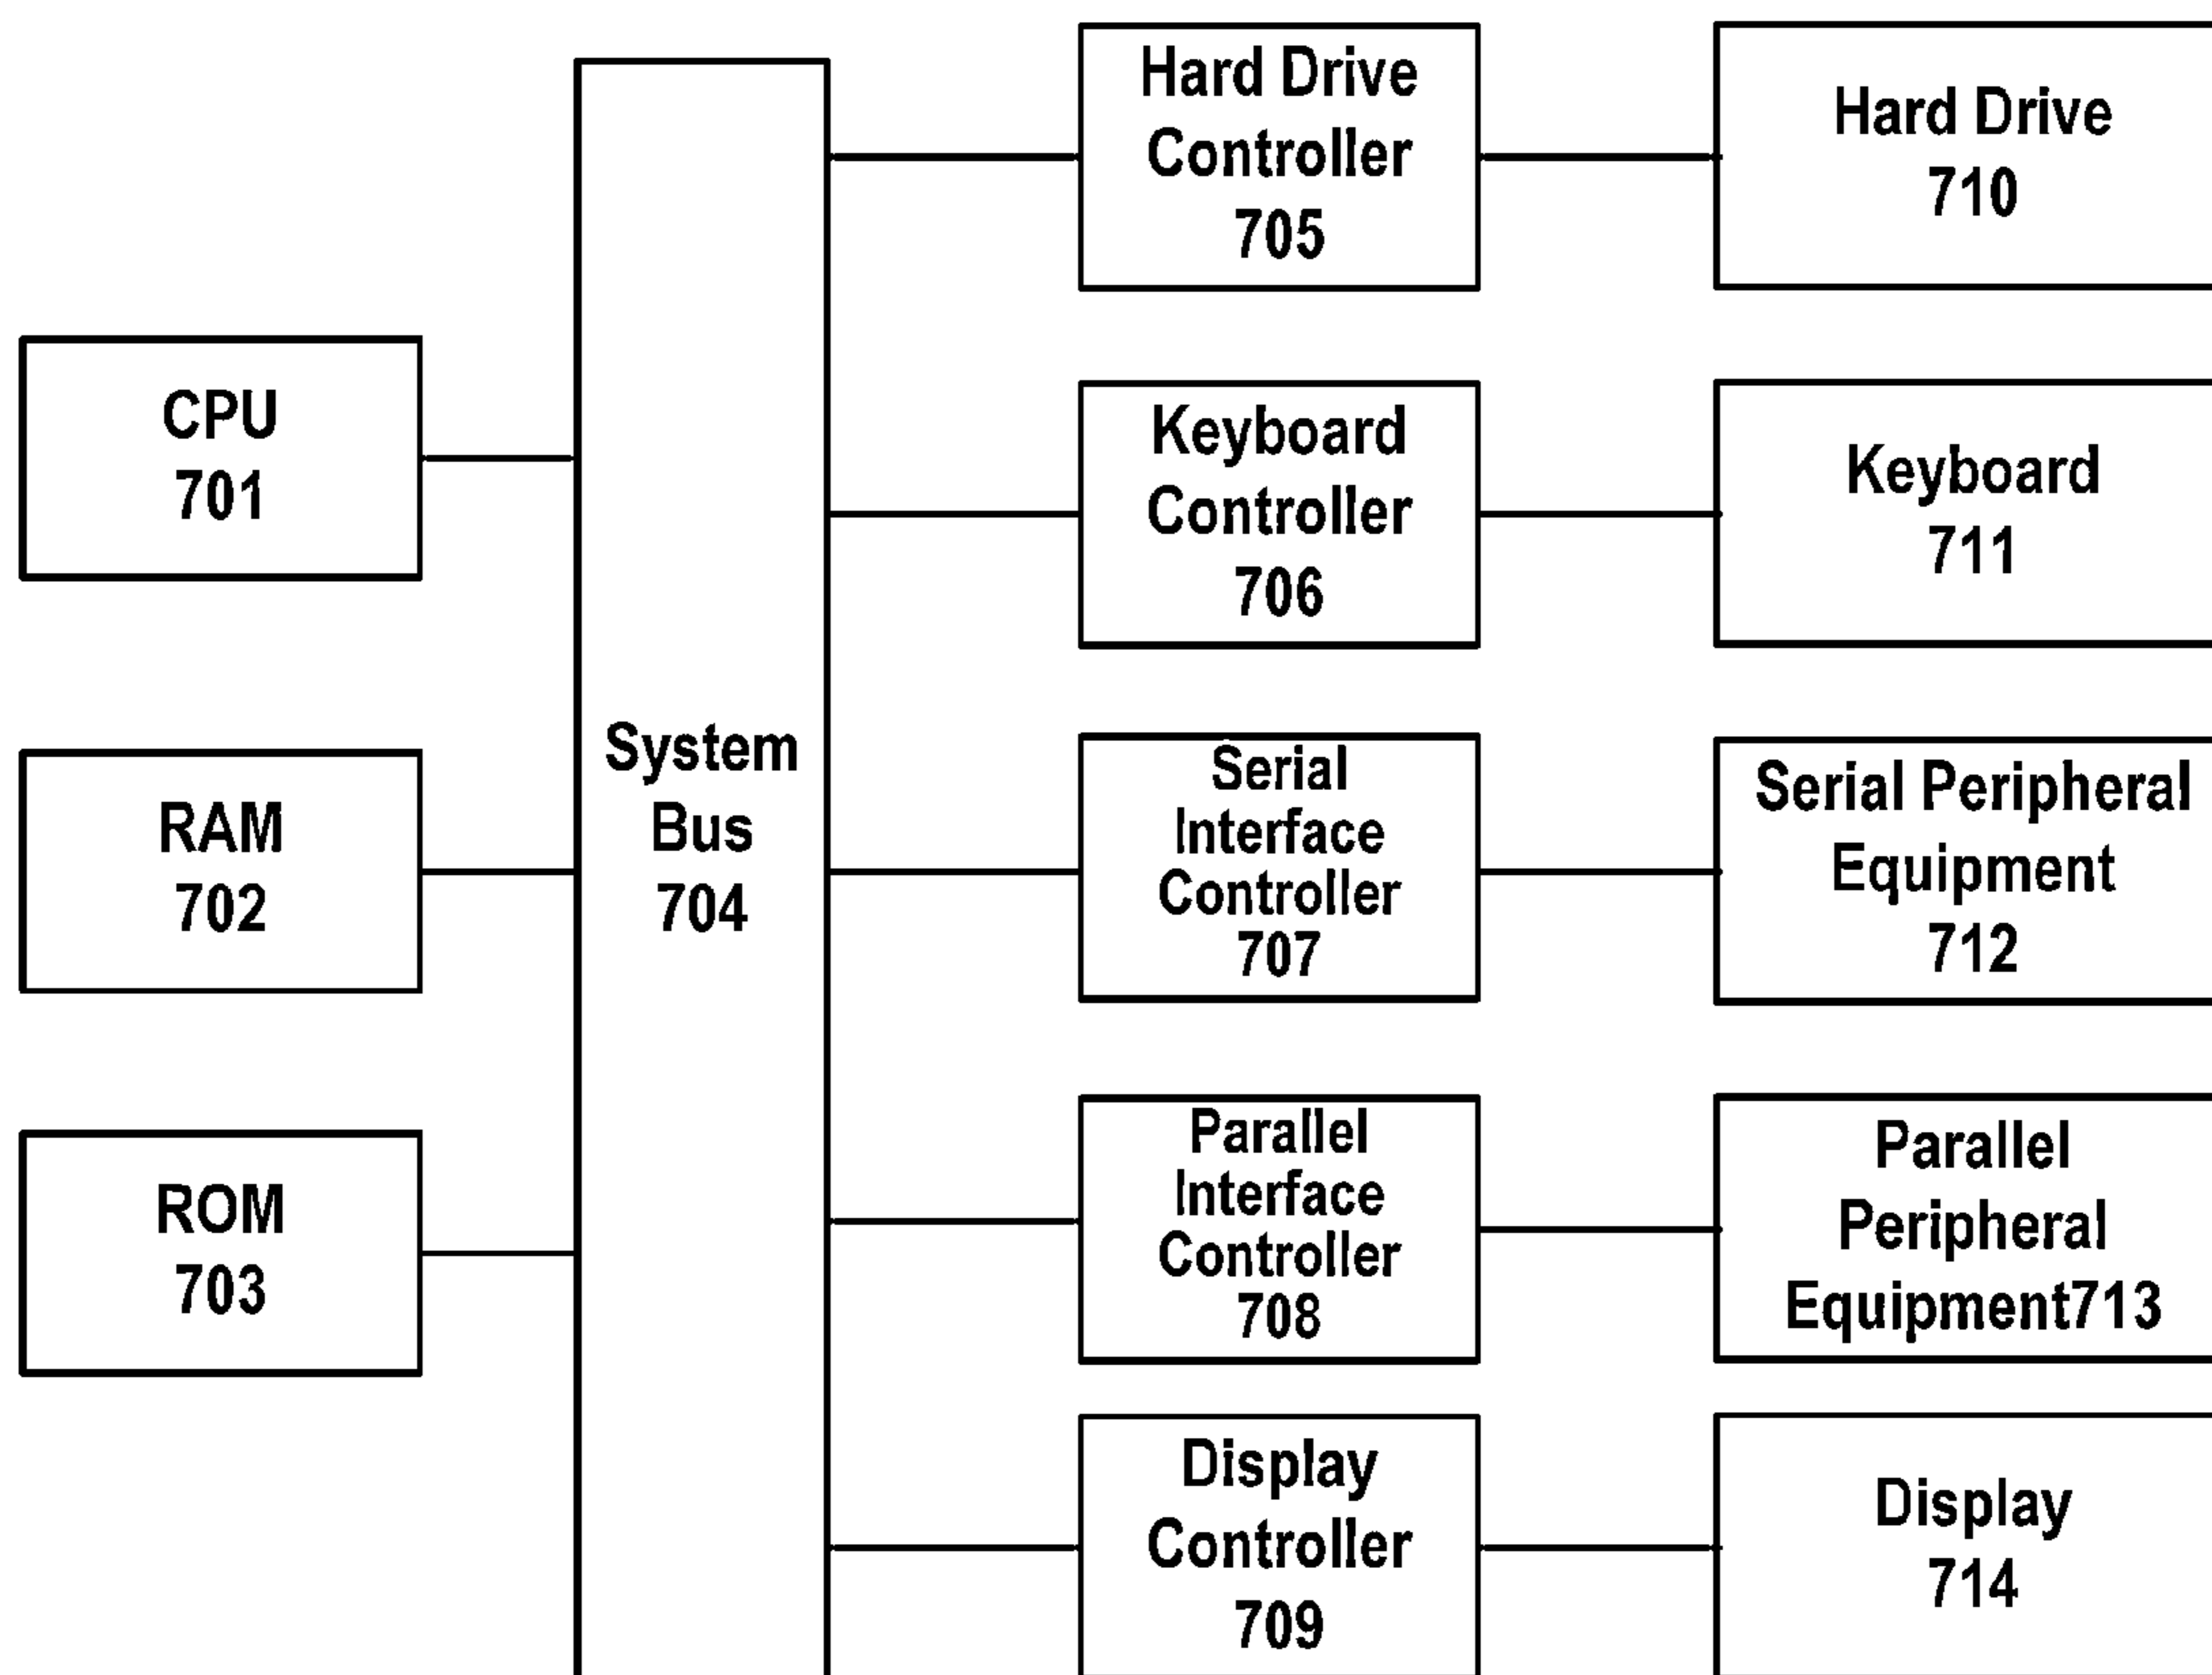 CPU
701
RAM
702
ROM
703
System
Bus
704
Hard Drive
Controller
705
Keyboard
Controller
706
Serial
Interface
Controller
707
Parallel
Interface
Controller
708
Display
Controller
709
Hard Drive
710
Keyboard
711
Serial Peripheral
Equipment
712
Parallel
Peripheral
Equipment713
Display
714